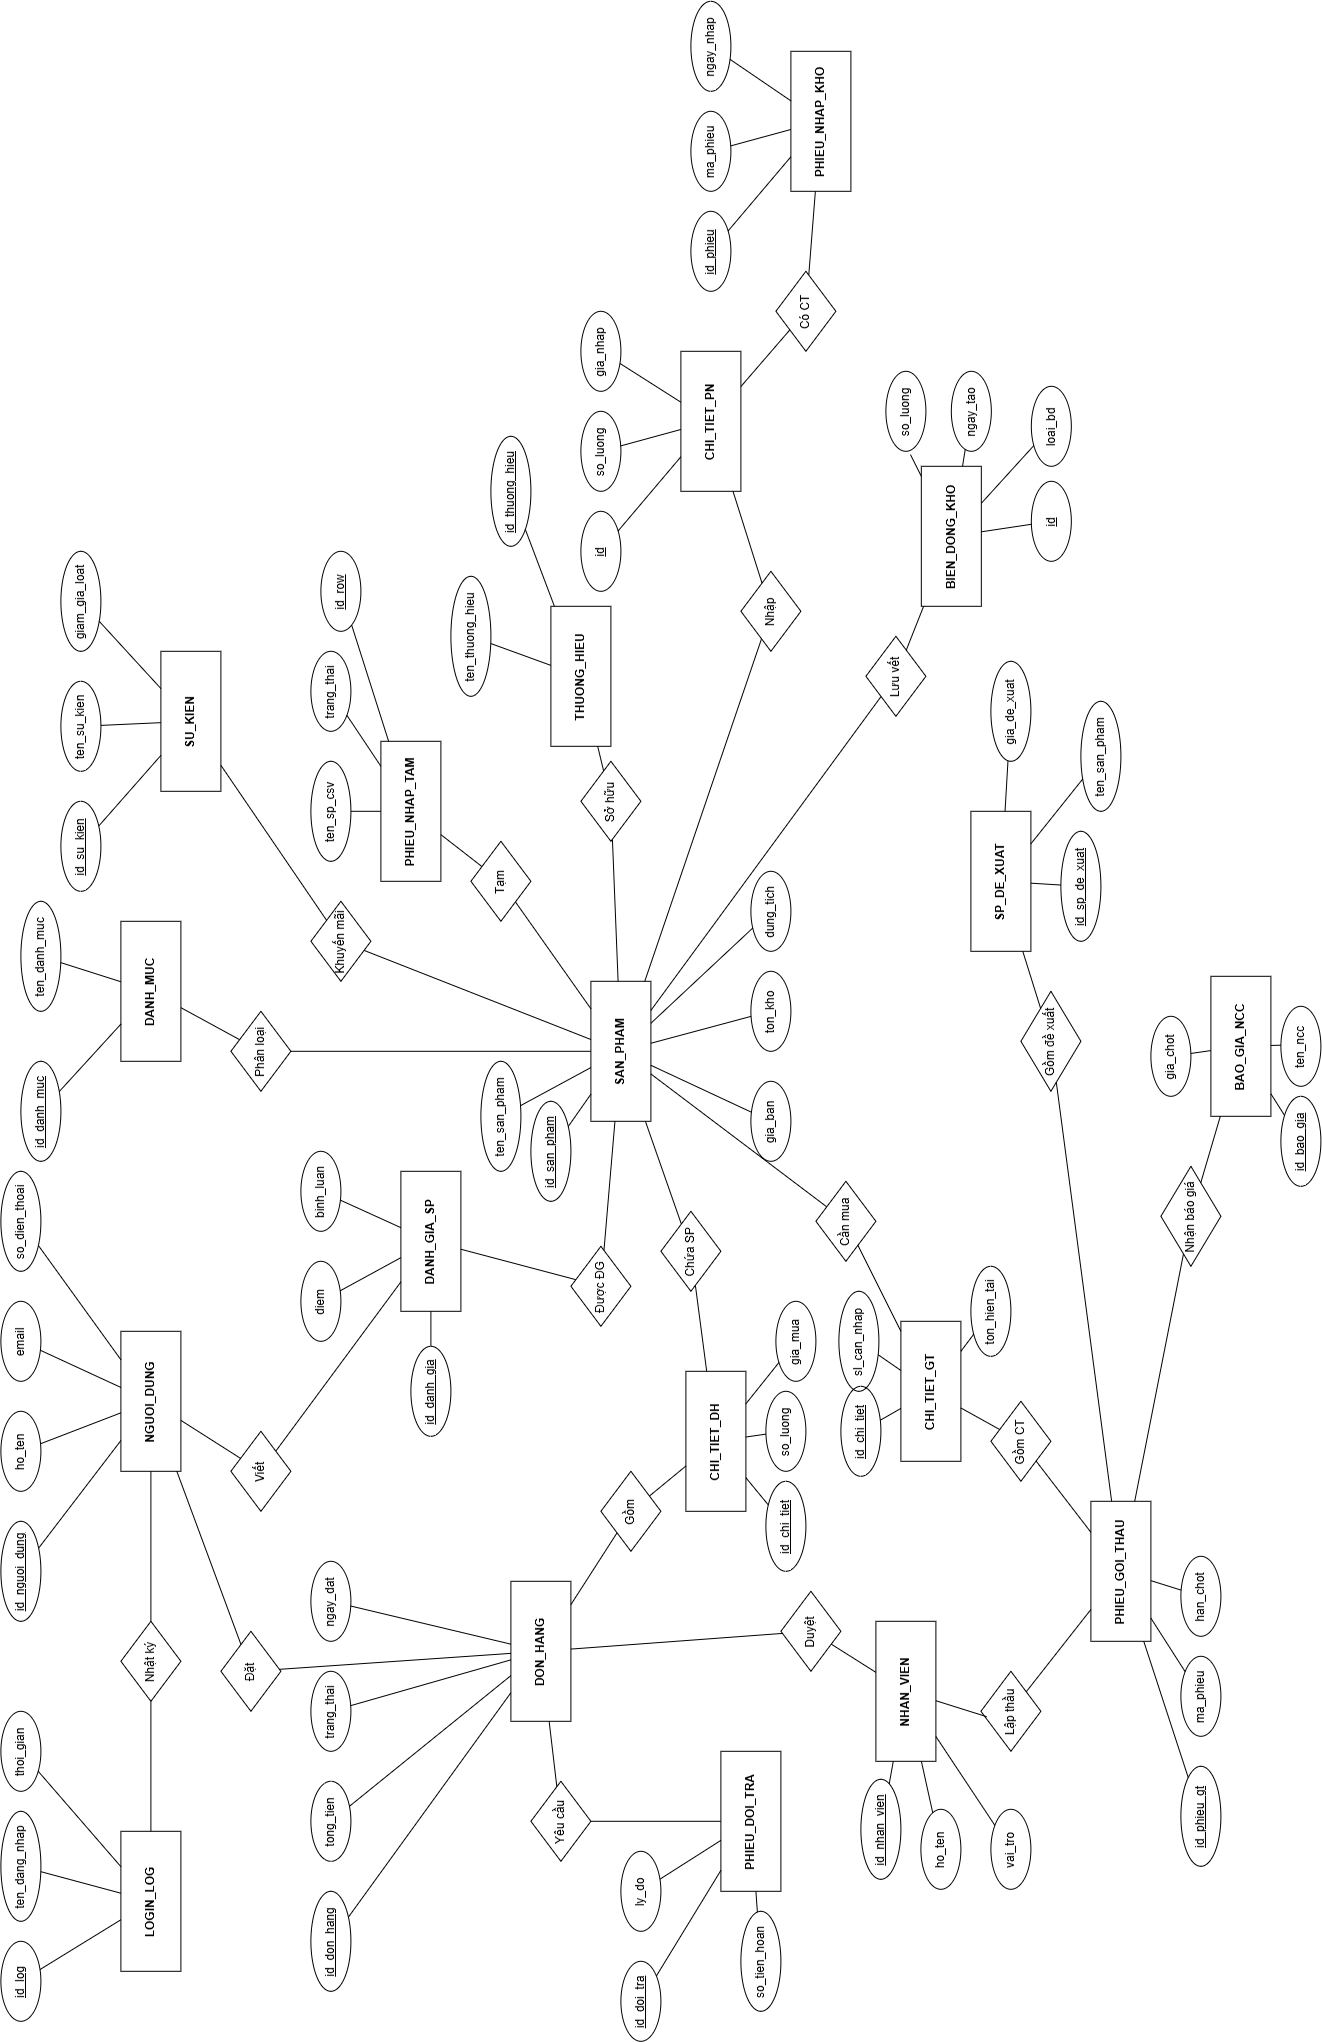 id_log
ten_dang_nhap
thoi_gian
LOGIN_LOG
Nhật ký
id_nguoi_dung
ho_ten
email
so_dien_thoai
NGUOI_DUNG
Đặt
Viết
id_danh_muc
ten_danh_muc
DANH_MUC
Phân loại
id_su_kien
ten_su_kien
giam_gia_loat
SU_KIEN
Khuyến mãi
id_don_hang
tong_tien
trang_thai
ngay_dat
DON_HANG
diem
binh_luan
id_danh_gia
DANH_GIA_SP
Được ĐG
ten_sp_csv
trang_thai
id_row
PHIEU_NHAP_TAM
Tạm
ten_thuong_hieu
id_thuong_hieu
THUONG_HIEU
Sở hữu
ten_san_pham
id_san_pham
SAN_PHAM
gia_ban
ton_kho
dung_tich
Yêu cầu
Gồm
Chứa SP
id_doi_tra
ly_do
so_tien_hoan
PHIEU_DOI_TRA
id_chi_tiet
so_luong
gia_mua
CHI_TIET_DH
id
so_luong
gia_nhap
CHI_TIET_PN
Nhập
Có CT
id_phieu
ma_phieu
ngay_nhap
PHIEU_NHAP_KHO
Duyệt
Cần mua
Lưu vết
id_nhan_vien
ho_ten
vai_tro
NHAN_VIEN
id_chi_tiet
sl_can_nhap
ton_hien_tai
CHI_TIET_GT
so_luong
ngay_tao
loai_bd
id
BIEN_DONG_KHO
Lập thầu
Gồm CT
Gồm đề xuất
gia_de_xuat
ten_san_pham
id_sp_de_xuat
SP_DE_XUAT
PHIEU_GOI_THAU
id_phieu_gt
ma_phieu
han_chot
Nhận báo giá
gia_chot
ten_ncc
id_bao_gia
BAO_GIA_NCC